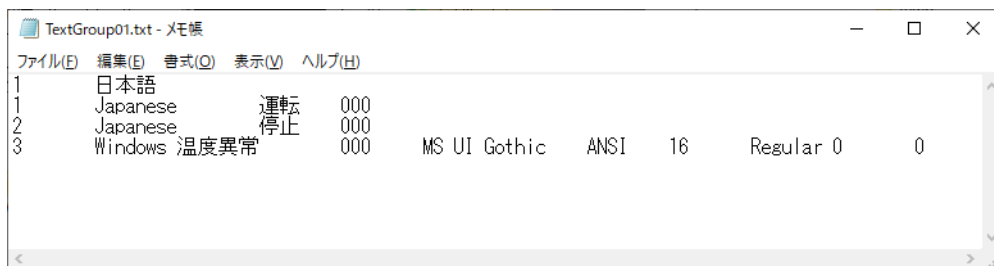 TextGroup01.txt - メモ帳
ファイル(F) 編集(E) 書式(O) 表示(V) ヘルプ(H)
1 日本語
1 Japanese 運転 000
2 Japanese 停止 000
3 Windows 温度異常 000 MS UI Gothic ANSI 16 Regular 0 0